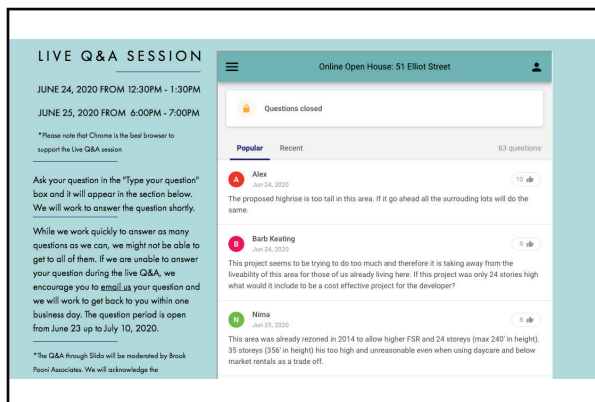 LIVE Q&A SESSION
JUNE 24, 2020 FROM 12:30PM - 1:30PM
JUNE 25, 2020 FROM 6:00PM - 7:00PM
*Please note that Chrome is the best browser to
support the Live Q&A session
Ask your question in the "Type your question"
box and it will appear in the section below.
We will work to answer the question shortly.
While we work quickly to answer as many
questions as we can, we might not be able to
get to all of them. If we are unable to answer
your question during the live Q&A, we
encourage you to email us your question and
we will work to get back to you within one
business day. The question period is open
from June 23 up to July 10, 2020.
*The Q&A through Slido will be moderated by Brook
Pooni Associates. We will acknowledge the
Online Open House: 51 Elliot Street
Questions closed
Popular Recent 63 questions
A Alex 10
Jun 24, 2020
The proposed highrise is too tall in this area. If it go ahead all the surrouding lots will do the
same.
B Barb Keating 9
Jun 24, 2020
This project seems to be trying to do too much and therefore it is taking away from the
liveability of this area for those of us already living here. If this project was only 24 stories high
what would it include to be a cost effective project for the developer?
N Nima 8
Jun 25, 2020
This area was already rezoned in 2014 to allow higher FSR and 24 storeys (max 240' in height).
35 storeys (356' in height) his too high and unreasonable even when using daycare and below
market rentals as a trade off.